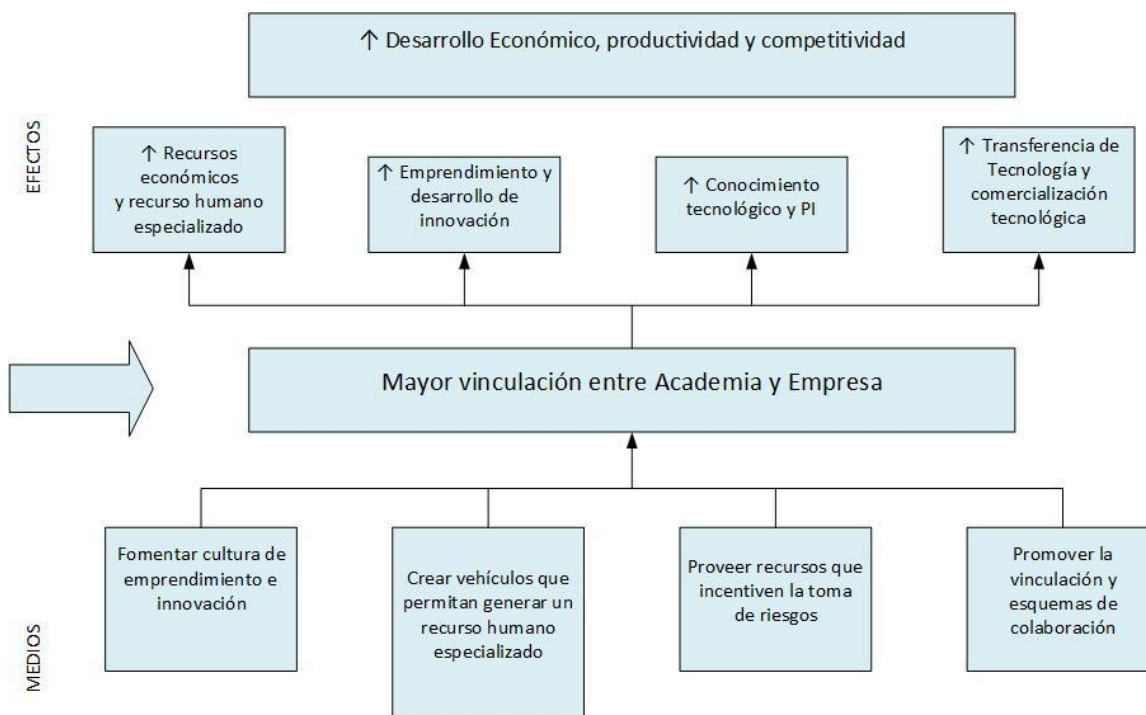 ↑ Desarrollo Económico, productividad y competitividad
EFECTOS
↑ Recursos
económicos
y recurso humano
especializado
↑ Emprendimiento y
desarrollo de
innovación
↑ Conocimiento
tecnológico y PI
↑ Transferencia de
Tecnología y
comercialización
tecnológica
Mayor vinculación entre Academia y Empresa
MEDIOS
Fomentar cultura de
emprendimiento e
innovación
Crear vehículos que
permitan generar un
recurso humano
especializado
Proveer recursos que
incentiven la toma
de riesgos
Promover la
vinculación y
esquemas de
colaboración